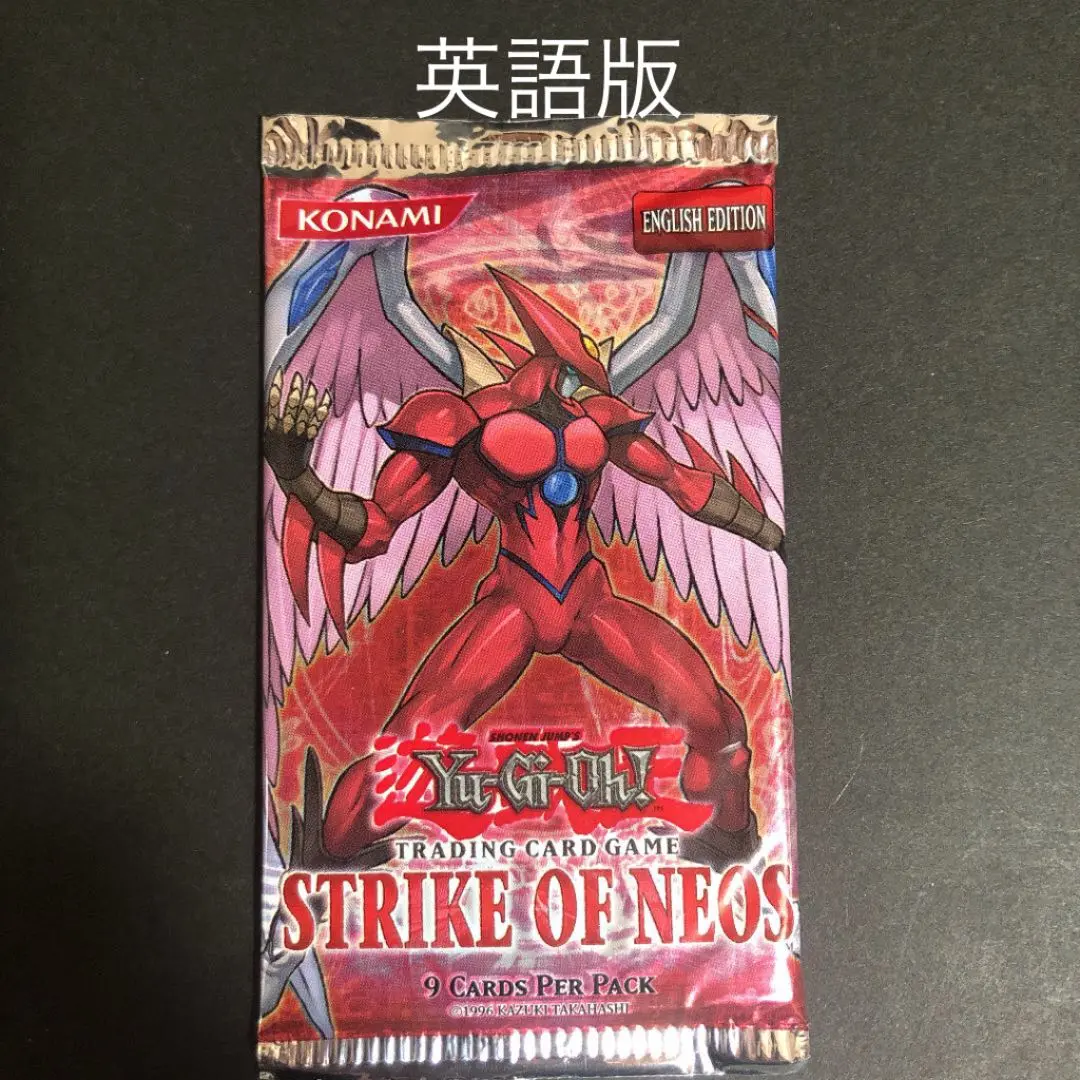 英語版
KONAMI
ENGLISH EDITION
SHONEN JUMP'S
Yu-Gi-Oh!
TM
TRADING CARD GAME
STRIKE OF NEOS
9 CARDS PER PACK
©1996 KAZUKI TAKAHASHI